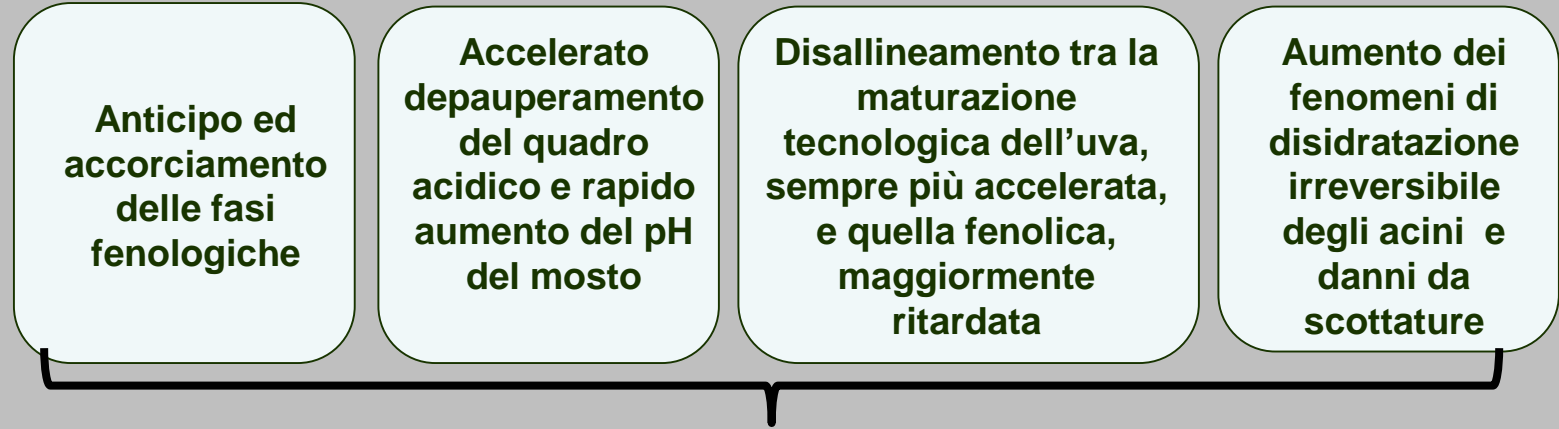 Anticipo ed
accorciamento
delle fasi
fenologiche
Accelerato
depauperamento
del quadro
acidico e rapido
aumento del pH
del mosto
Disallineamento tra la
maturazione
tecnologica dell’uva,
sempre più accelerata,
e quella fenolica,
maggiormente
ritardata
Aumento dei
fenomeni di
disidratazione
irreversibile
degli acini e
danni da
scottature